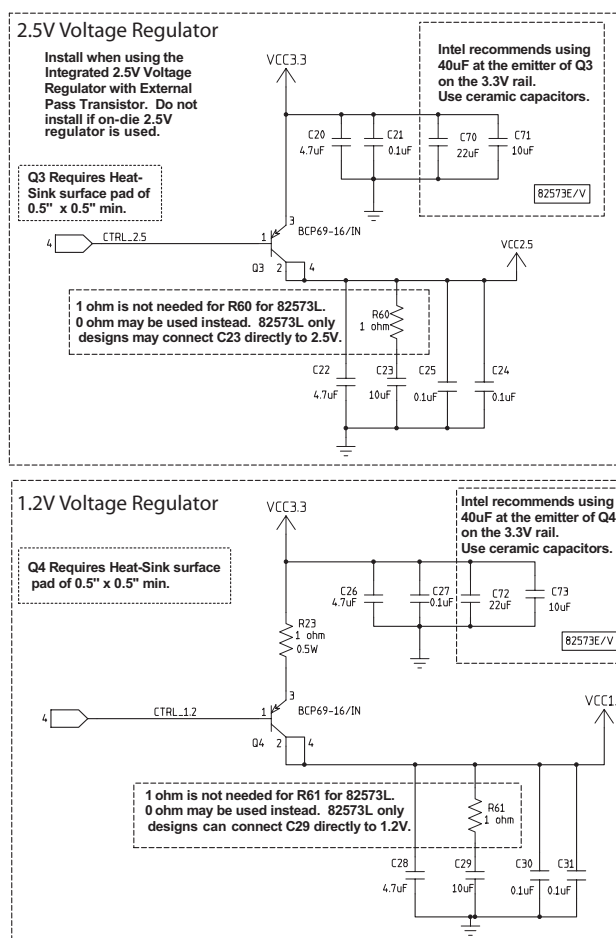 2.5V Voltage Regulator
Install when using the
Integrated 2.5V Voltage
Regulator with External
Pass Transistor. Do not
install if on-die 2.5V
regulator is used.
VCC3.3
Intel recommends using
40uF at the emitter of Q3
on the 3.3V rail.
Use ceramic capacitors.
C20
4.7uF
C21
0.1uF
C70
22uF
C71
10uF
82573E/V
Q3 Requires Heat-
Sink surface pad of
0.5" x 0.5" min.
4
CTRL_2.5
1
3
BCP69-16/IN
Q3
2
4
VCC2.5
1 ohm is not needed for R60 for 82573L.
0 ohm may be used instead. 82573L only
designs may connect C23 directly to 2.5V.
R60
1 ohm
C22
4.7uF
C23
10uF
C25
0.1uF
C24
0.1uF
1.2V Voltage Regulator
VCC3.3
Intel recommends using
40uF at the emitter of Q4
on the 3.3V rail.
Use ceramic capacitors.
Q4 Requires Heat-Sink surface
pad of 0.5" x 0.5" min.
C26
4.7uF
C27
0.1uF
C72
22uF
C73
10uF
82573E/V
R23
1 ohm
0.5W
4
CTRL_1.2
1
3
BCP69-16/IN
Q4
2
4
VCC1.
1 ohm is not needed for R61 for 82573L.
0 ohm may be used instead. 82573L only
designs can connect C29 directly to 1.2V.
R61
1 ohm
C28
4.7uF
C29
10uF
C30
0.1uF
C31
0.1uF